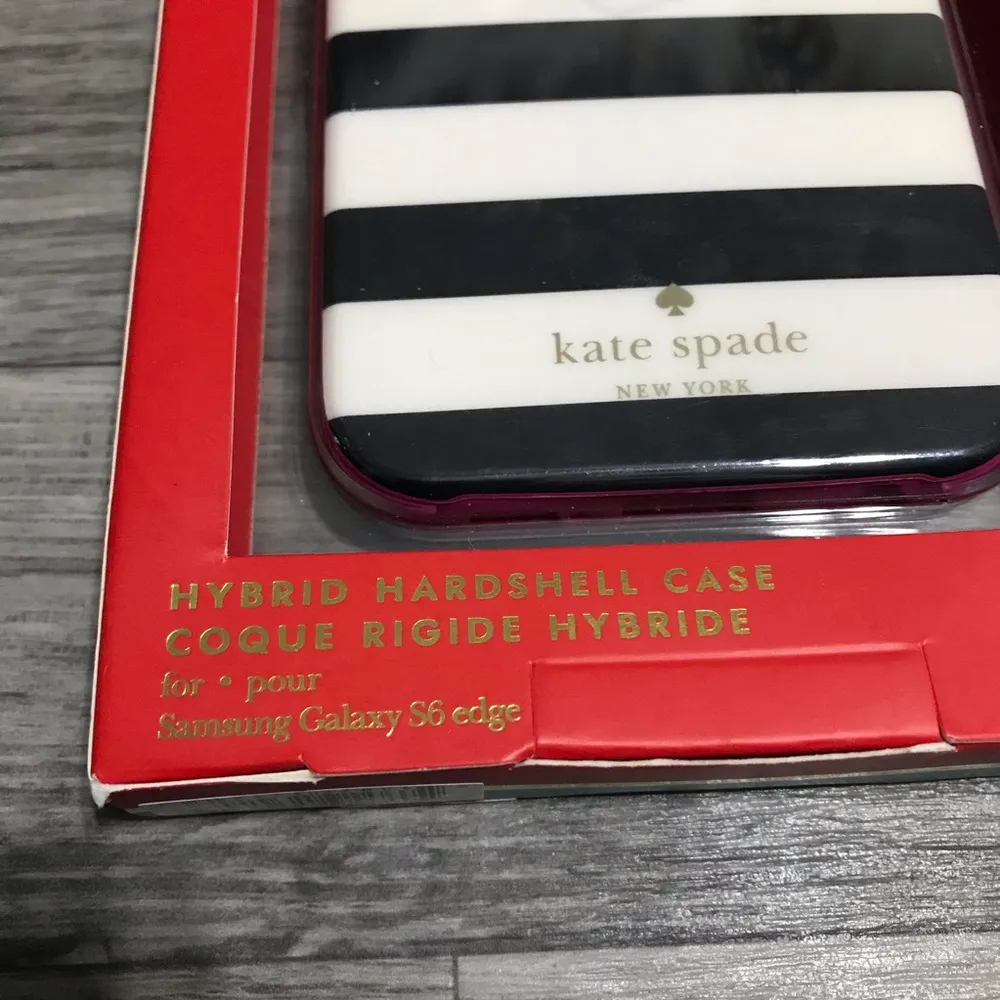 kate spade
NEW YORK
HYBRID HARDSHELL CASE
COQUE RIGIDE HYBRIDE
for • pour
Samsung Galaxy S6 edge